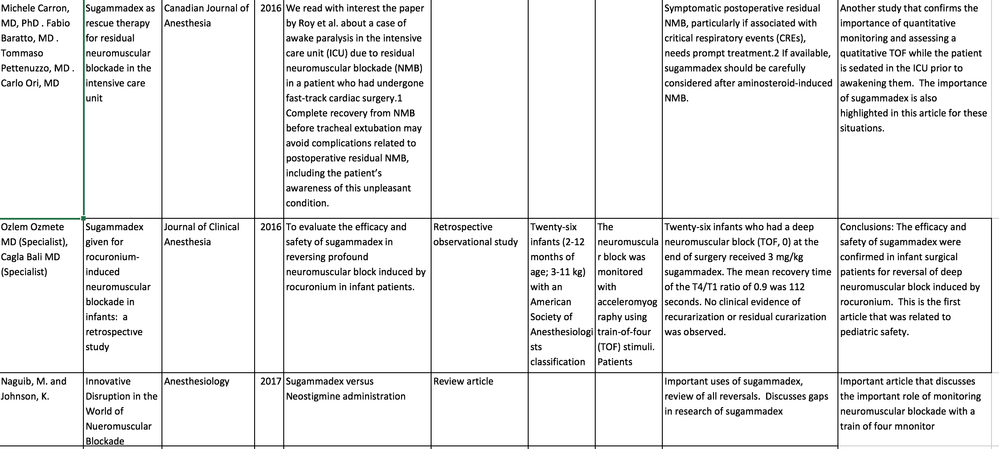 Michele Carron,
MD, PhD . Fabio
Baratto, MD .
Tommaso
Pettenuzzo, MD .
Carlo Ori, MD
Sugammadex as
rescue therapy
for residual
neuromuscular
blockade in the
intensive care
unit
Canadian Journal of
Anesthesia
2016
We read with interest the paper
by Roy et al. about a case of
awake paralysis in the intensive
care unit (ICU) due to residual
neuromuscular blockade (NMB)
in a patient who had undergone
fast-track cardiac surgery.1
Complete recovery from NMB
before tracheal extubation may
avoid complications related to
postoperative residual NMB,
including the patient’s
awareness of this unpleasant
condition.
Symptomatic postoperative residual
NMB, particularly if associated with
critical respiratory events (CREs),
needs prompt treatment.2 If available,
sugammadex should be carefully
considered after aminosteroid-induced
NMB.
Another study that confirms the
importance of quantitative
monitoring and assessing a
quatitative TOF while the patient
is sedated in the ICU prior to
awakening them.  The importance
of sugammadex is also
highlighted in this article for these
situations.
Ozlem Ozmete
MD (Specialist),
Cagla Bali MD
(Specialist)
Sugammadex
given for
rocuronium-
induced
neuromuscular
blockade in
infants:  a
retrospective
study
Journal of Clinical
Anesthesia
2016
To evaluate the efficacy and
safety of sugammadex in
reversing profound
neuromuscular block induced by
rocuronium in infant patients.
Retrospective
observational study
Twenty-six
infants (2-12
months of
age; 3-11 kg)
with an
American
Society of
Anesthesiologi
sts
classification
The
neuromuscula
r block was
monitored
with
acceleromyog
raphy using
train-of-four
(TOF) stimuli.
Patients
Twenty-six infants who had a deep
neuromuscular block (TOF, 0) at the
end of surgery received 3 mg/kg
sugammadex. The mean recovery time
of the T4/T1 ratio of 0.9 was 112
seconds. No clinical evidence of
recurarization or residual curarization
was observed.
Conclusions: The efficacy and
safety of sugammadex were
confirmed in infant surgical
patients for reversal of deep
neuromuscular block induced by
rocuronium.  This is the first
article that was related to
pediatric safety.
Naguib, M. and
Johnson, K.
Innovative
Disruption in the
World of
Nueromuscular
Blockade
Anesthesiology
2017
Sugammadex versus
Neostigmine administration
Review article
Important uses of sugammadex,
review of all reversals.  Discusses gaps
in research of sugammadex
Important article that discusses
the important role of monitoring
neuromuscular blockade with a
train of four mnonitor